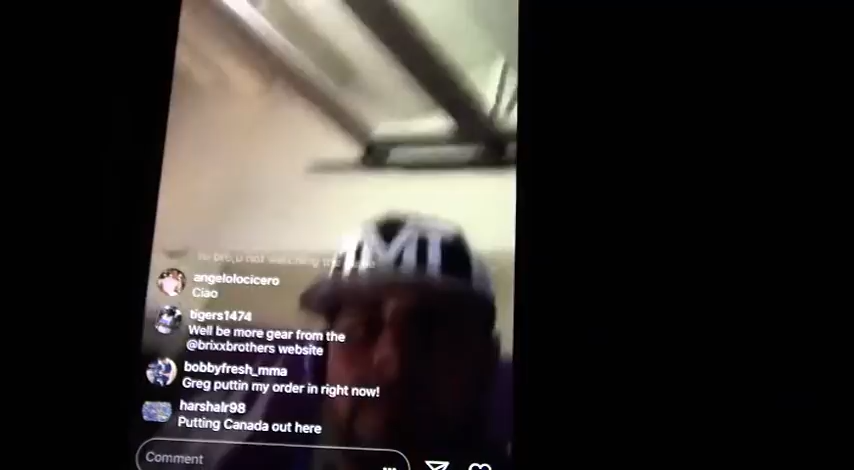 TMT
angelolocicero
Ciao
tigers1474
Well be more gear from the
@brixxbrothers website
bobbyfresh_mma
Greg puttin my order in right now!
harshalr98
Putting Canada out here
Comment